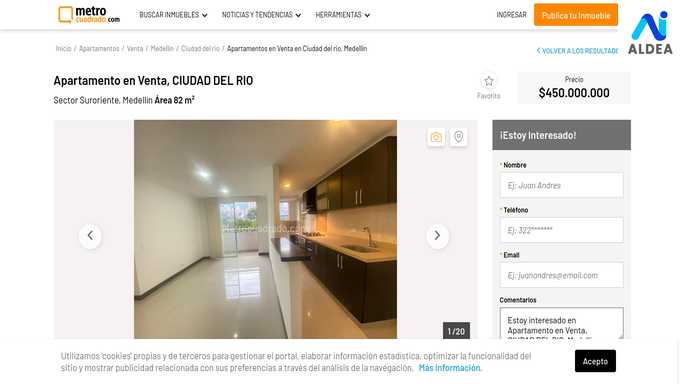 metro
cuadrado.com
BUSCAR INMUEBLES
NOTICIAS Y TENDENCIAS
HERRAMIENTAS
INGRESAR
Publica tu Inmueble
ALDEA
Inicio / Apartamentos / Venta / Medellín / Ciudad del río / Apartamentos en Venta en Ciudad del río, Medellín
VOLVER A LOS RESULTADO
Apartamento en Venta, CIUDAD DEL RIO
Sector Suroriente, Medellín Área 82 m²
Favorito
Precio
$450.000.000
metrocuadrado.com
1 / 20
¡Estoy Interesado!
* Nombre
Ej: Juan Andres
* Teléfono
Ej: 322*******
* Email
Ej: juanandres@email.com
Comentarios
Estoy interesado en
Apartamento en Venta,
Utilizamos 'cookies' propias y de terceros para gestionar el portal, elaborar información estadística, optimizar la funcionalidad del
sitio y mostrar publicidad relacionada con sus preferencias a través del análisis de la navegación. Más información.
Acepto